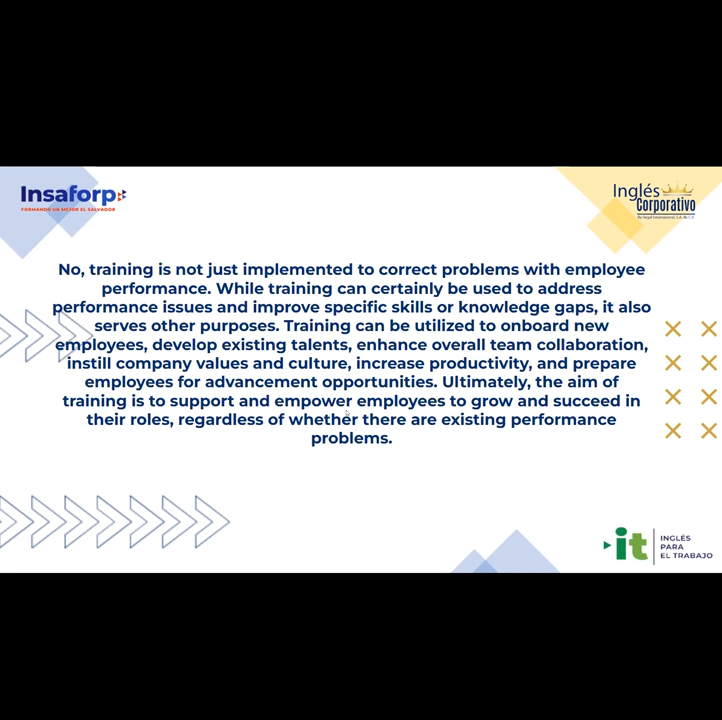 Insaforp
FORMANDO UN MEJOR EL SALVADOR
Inglés
Corporativo
No, training is not just implemented to correct problems with employee
performance. While training can certainly be used to address
performance issues and improve specific skills or knowledge gaps, it also
serves other purposes. Training can be utilized to onboard new
employees, develop existing talents, enhance overall team collaboration,
instill company values and culture, increase productivity, and prepare
employees for advancement opportunities. Ultimately, the aim of
training is to support and empower employees to grow and succeed in
their roles, regardless of whether there are existing performance
problems.
it
INGLÉS
PARA
EL TRABAJO